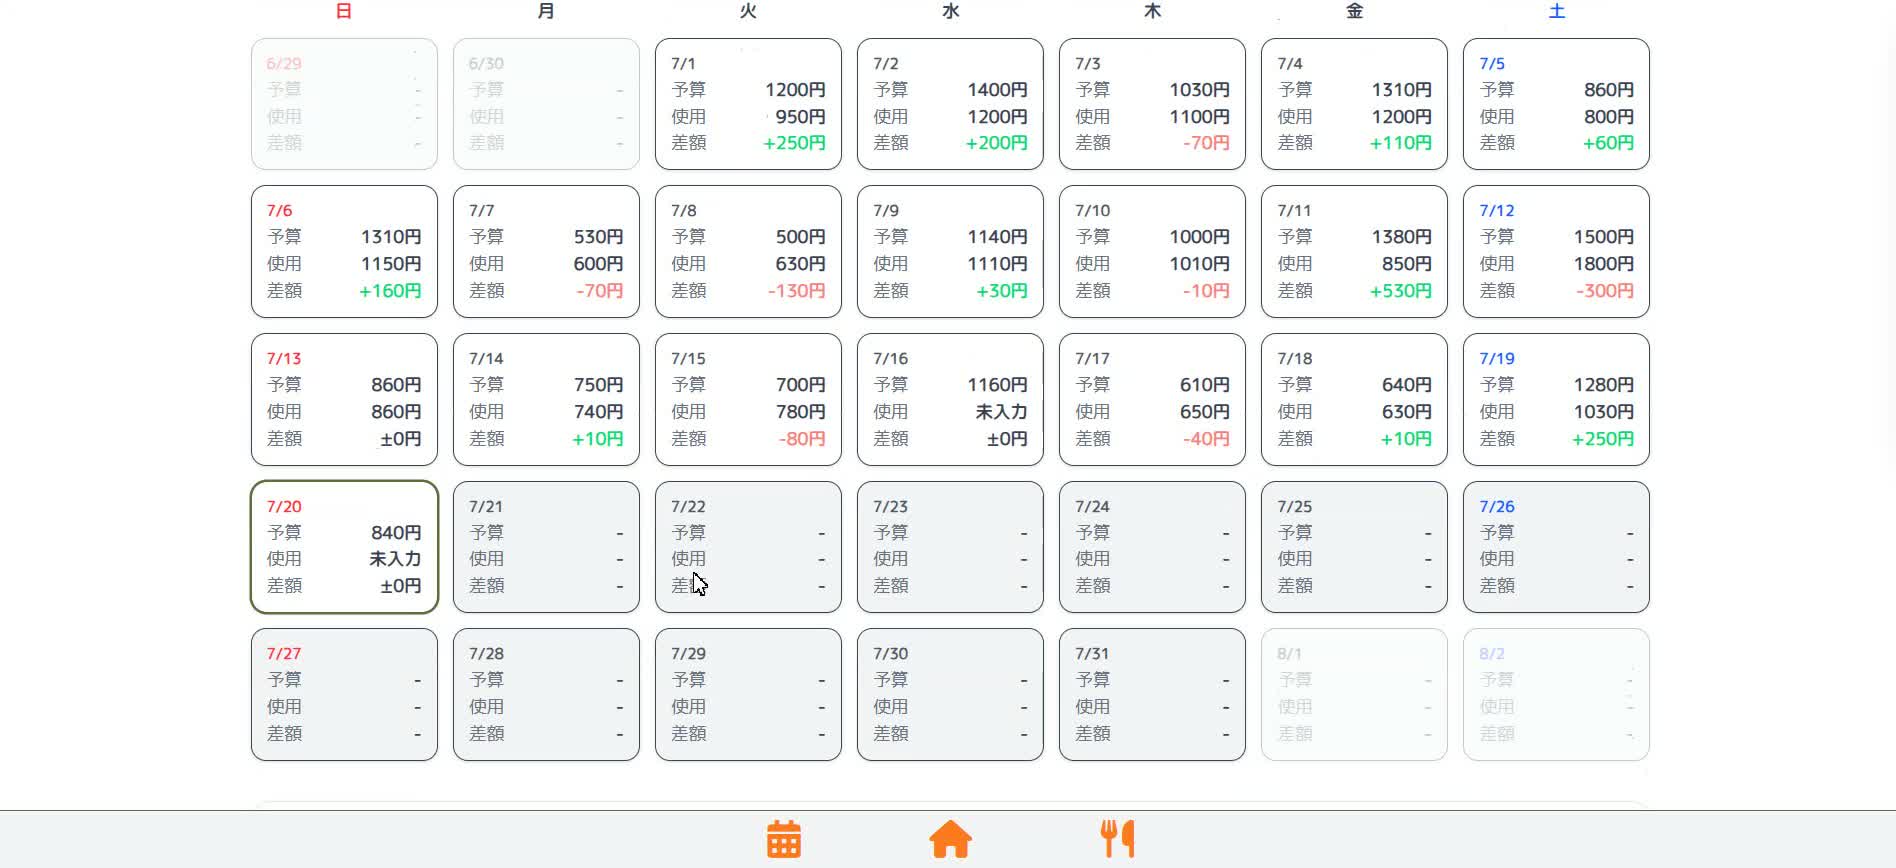 日 月 火 水 木 金 土
6/29 6/30 7/1 7/2 7/3 7/4 7/5
予算 - 予算 - 予算 1200円 予算 1400円 予算 1030円 予算 1310円 予算 860円
使用 - 使用 - 使用 950円 使用 1200円 使用 1100円 使用 1200円 使用 800円
差額 - 差額 - 差額 +250円 差額 +200円 差額 -70円 差額 +110円 差額 +60円
7/6 7/7 7/8 7/9 7/10 7/11 7/12
予算 1310円 予算 530円 予算 500円 予算 1140円 予算 1000円 予算 1380円 予算 1500円
使用 1150円 使用 600円 使用 630円 使用 1110円 使用 1010円 使用 850円 使用 1800円
差額 +160円 差額 -70円 差額 -130円 差額 +30円 差額 -10円 差額 +530円 差額 -300円
7/13 7/14 7/15 7/16 7/17 7/18 7/19
予算 860円 予算 750円 予算 700円 予算 1160円 予算 610円 予算 640円 予算 1280円
使用 860円 使用 740円 使用 780円 使用 未入力 使用 650円 使用 630円 使用 1030円
差額 ±0円 差額 +10円 差額 -80円 差額 ±0円 差額 -40円 差額 +10円 差額 +250円
7/20 7/21 7/22 7/23 7/24 7/25 7/26
予算 840円 予算 - 予算 - 予算 - 予算 - 予算 - 予算 -
使用 未入力 使用 - 使用 - 使用 - 使用 - 使用 - 使用 -
差額 ±0円 差額 - 差額 - 差額 - 差額 - 差額 - 差額 -
7/27 7/28 7/29 7/30 7/31 8/1 8/2
予算 - 予算 - 予算 - 予算 - 予算 - 予算 - 予算 -
使用 - 使用 - 使用 - 使用 - 使用 - 使用 - 使用 -
差額 - 差額 - 差額 - 差額 - 差額 - 差額 - 差額 -